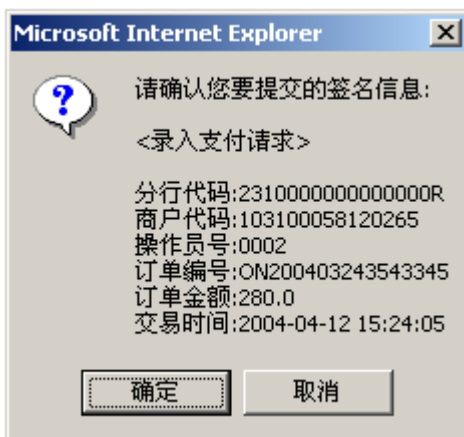 Microsoft Internet Explorer
请确认您要提交的签名信息:
<录入支付请求>
分行代码:2310000000000000R
商户代码:103100058120265
操作员号:0002
订单编号:ON200403243543345
订单金额:280.0
交易时间:2004-04-12 15:24:05
确定 取消